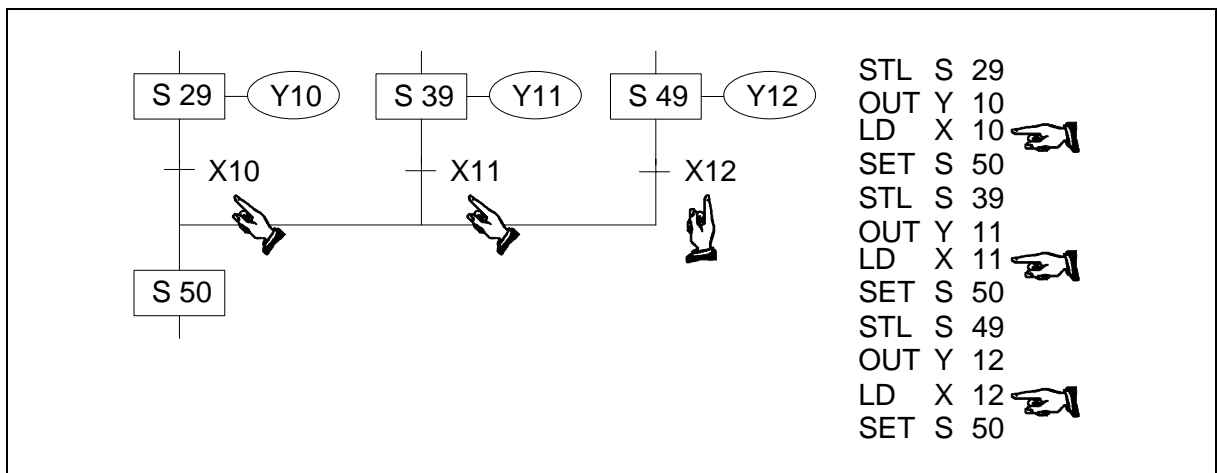 S 29 Y10 S 39 Y11 S 49 Y12
X10 X11 X12
S 50
STL S 29
OUT Y 10
LD X 10
SET S 50
STL S 39
OUT Y 11
LD X 11
SET S 50
STL S 49
OUT Y 12
LD X 12
SET S 50